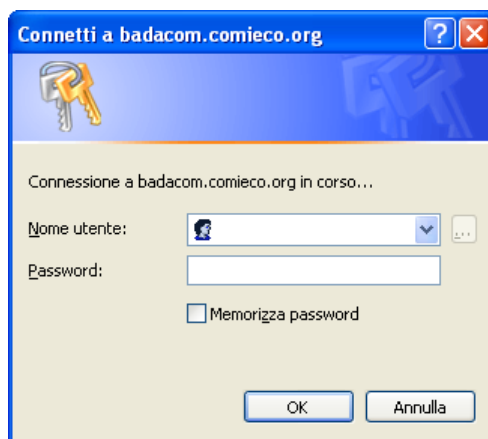 Connetti a badacom.comieco.org
Connessione a badacom.comieco.org in corso...
Nome utente:
...
Password:
Memorizza password
OK Annulla